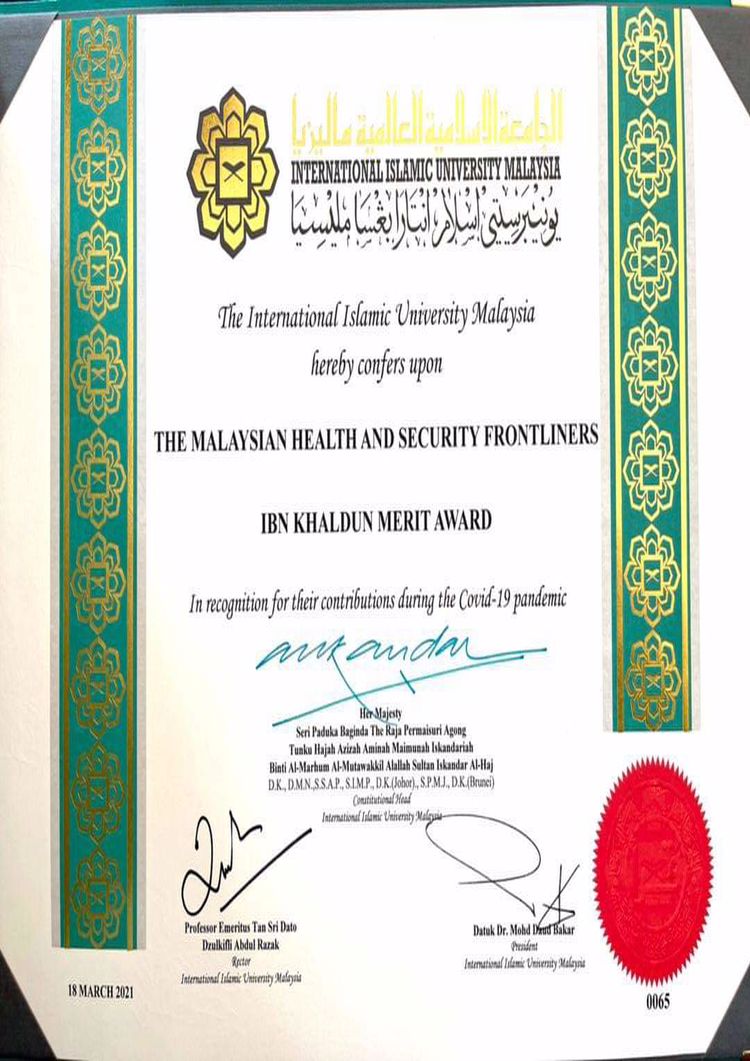 الجامعة الإسلامية العالمية ماليزيا
INTERNATIONAL ISLAMIC UNIVERSITY MALAYSIA
يونيبرسيتي اسلام انتارابڠسا مليسيا
The International Islamic University Malaysia
hereby confers upon
THE MALAYSIAN HEALTH AND SECURITY FRONTLINERS
IBN KHALDUN MERIT AWARD
In recognition for their contributions during the Covid-19 pandemic
Her Majesty
Seri Paduka Baginda The Raja Permaisuri Agong
Tunku Hajah Azizah Aminah Maimunah Iskandariah
Binti Al-Marhum Al-Mutawakkil Alallah Sultan Iskandar Al-Haj
D.K., D.M.N.,S.S.A.P., S.I.M.P., D.K.(Johor)., S.P.M.J., D.K.(Brunei)
Constitutional Head
International Islamic University Malaysia
Professor Emeritus Tan Sri Dato
Dzulkifli Abdul Razak
Rector
International Islamic University Malaysia
Datuk Dr. Mohd Daud Bakar
President
International Islamic University Malaysia
18 MARCH 2021
0065